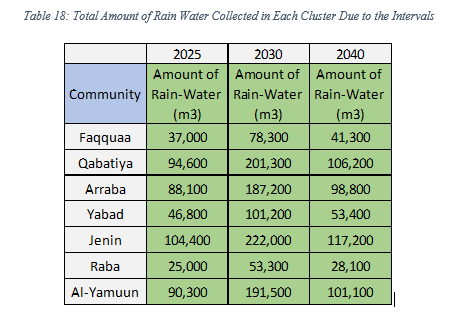 Table 18: Total Amount of Rain Water Collected in Each Cluster Due to the Intervals
2025 2030 2040
Community Amount of Rain-Water (m3) Amount of Rain-Water (m3) Amount of Rain-Water (m3)
Faqquaa 37,000 78,300 41,300
Qabatiya 94,600 201,300 106,200
Arraba 88,100 187,200 98,800
Yabad 46,800 101,200 53,400
Jenin 104,400 222,000 117,200
Raba 25,000 53,300 28,100
Al-Yamuun 90,300 191,500 101,100